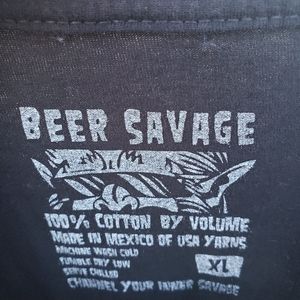 BEER SAVAGE
100% COTTON BY VOLUME
MADE IN MEXICO OF USA YARNS
MACHINE WASH COLD
TUMBLE DRY LOW
SERVE CHILLED
CHANNEL YOUR INNER SAVAGE
XL